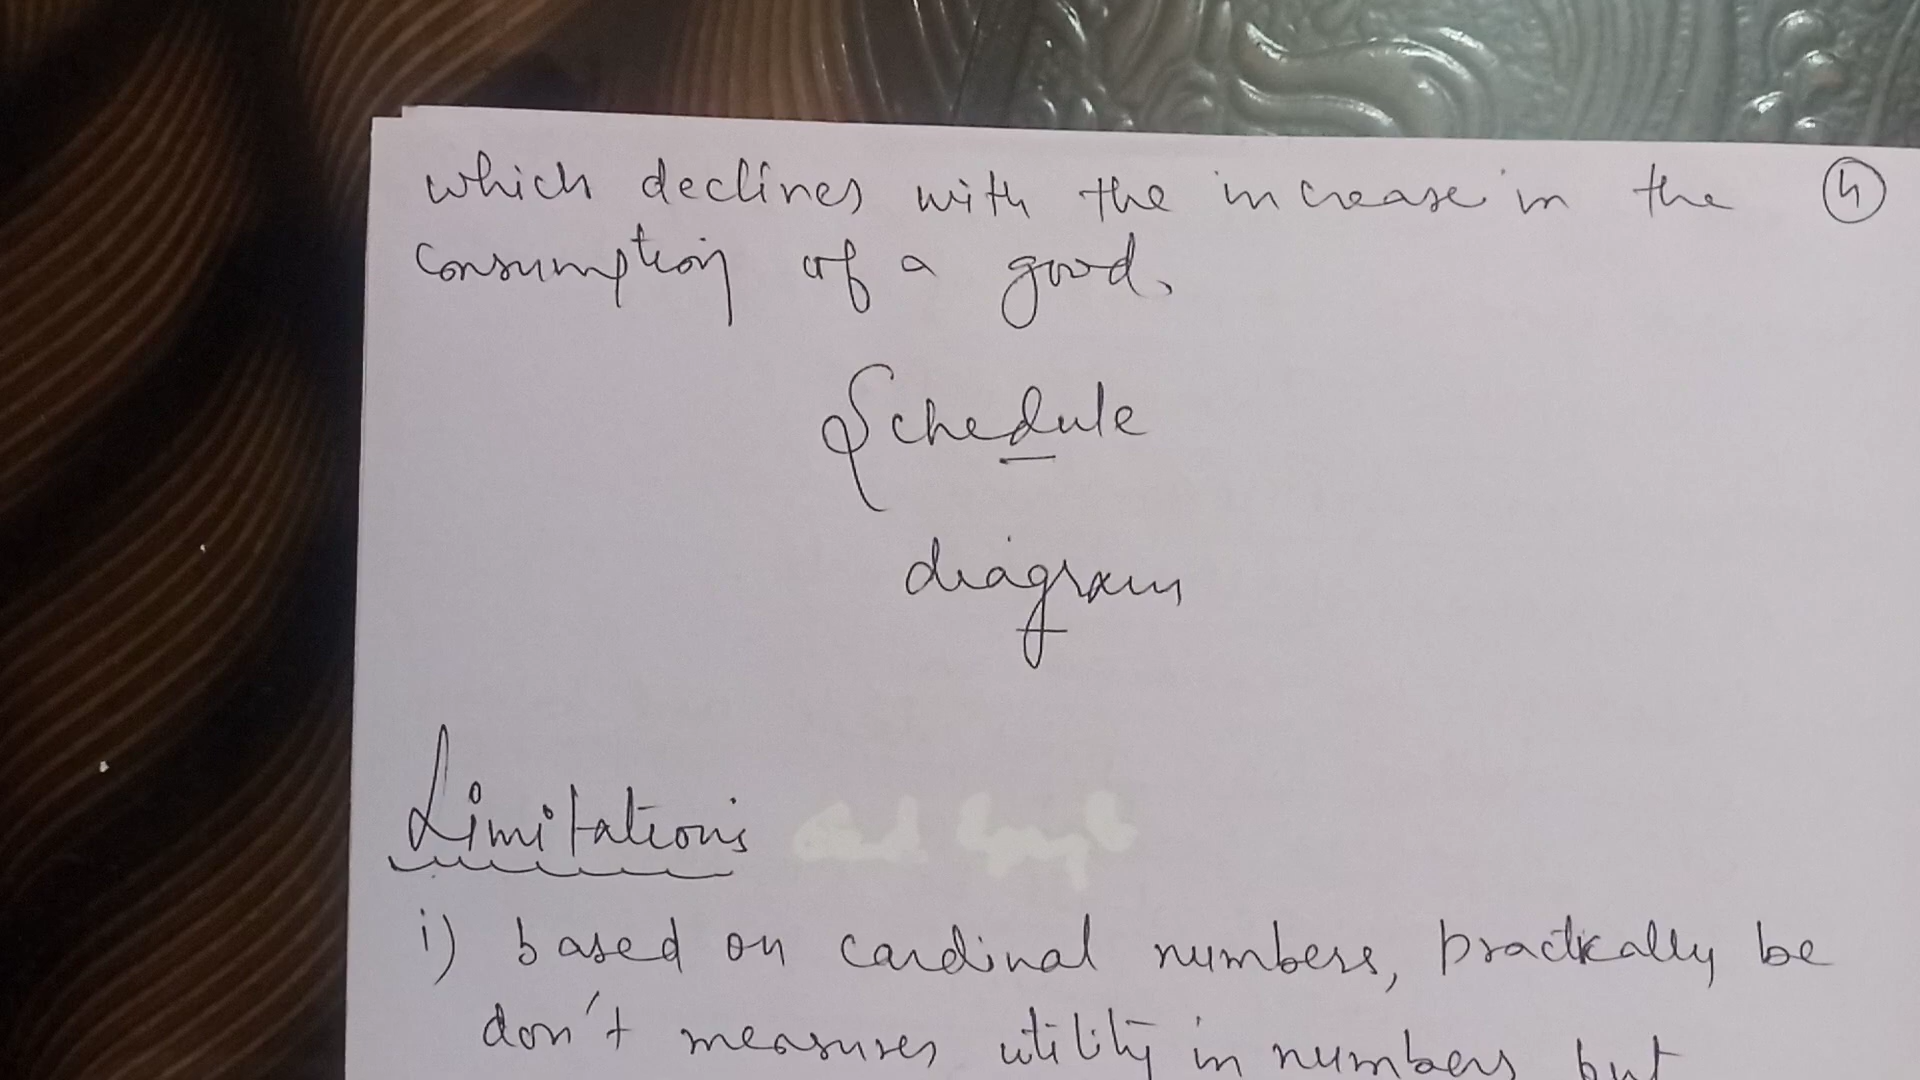 which declines with the increase in the 4
consumption of a good.
Schedule
diagram
Limitations
i) based on cardinal numbers, practically be
don't measures utility in numbers but